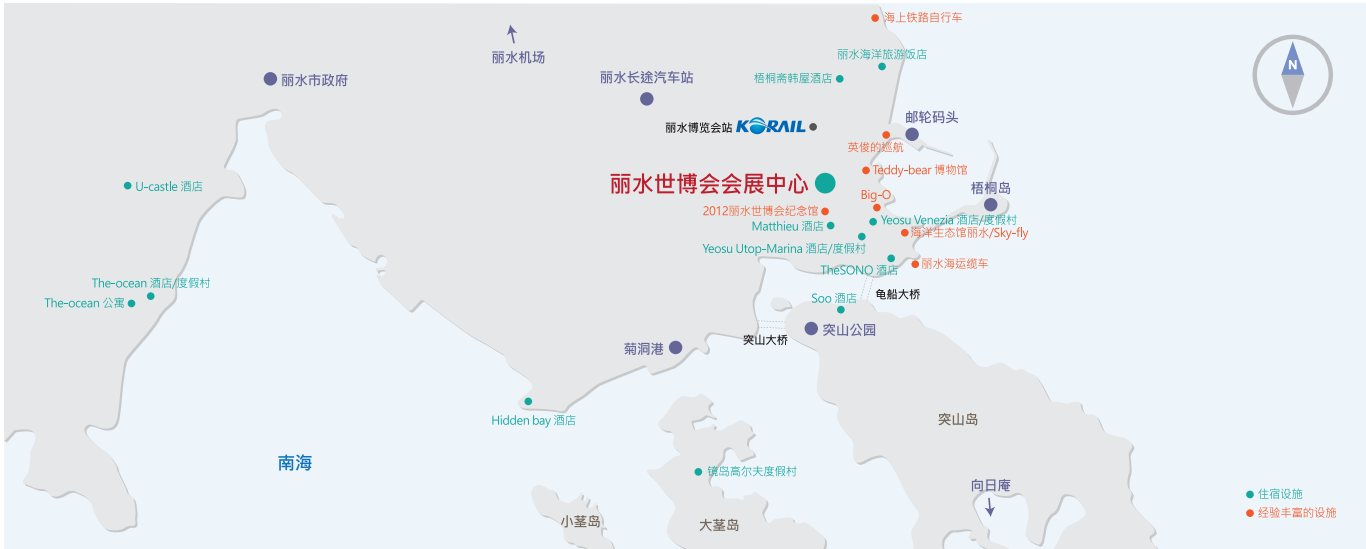 海上铁路自行车
丽水机场
丽水海洋旅游饭店
丽水市政府
丽水长途汽车站
梧桐斋韩屋酒店
N
丽水博览会站 KORAIL
邮轮码头
英俊的巡航
Teddy-bear 博物馆
丽水世博会会展中心
U-castle 酒店
梧桐岛
Big-O
2012丽水世博会纪念馆
Yeosu Venezia 酒店/度假村
Matthieu 酒店
海洋生态馆丽水/Sky-fly
Yeosu Utop-Marina 酒店/度假村
丽水海运缆车
TheSONO 酒店
The-ocean 酒店/度假村
The-ocean 公寓
Soo 酒店
龟船大桥
突山公园
突山大桥
菊洞港
Hidden bay 酒店
突山岛
南海
镜岛高尔夫度假村
向日庵
住宿设施
经验丰富的设施
小茎岛
大茎岛